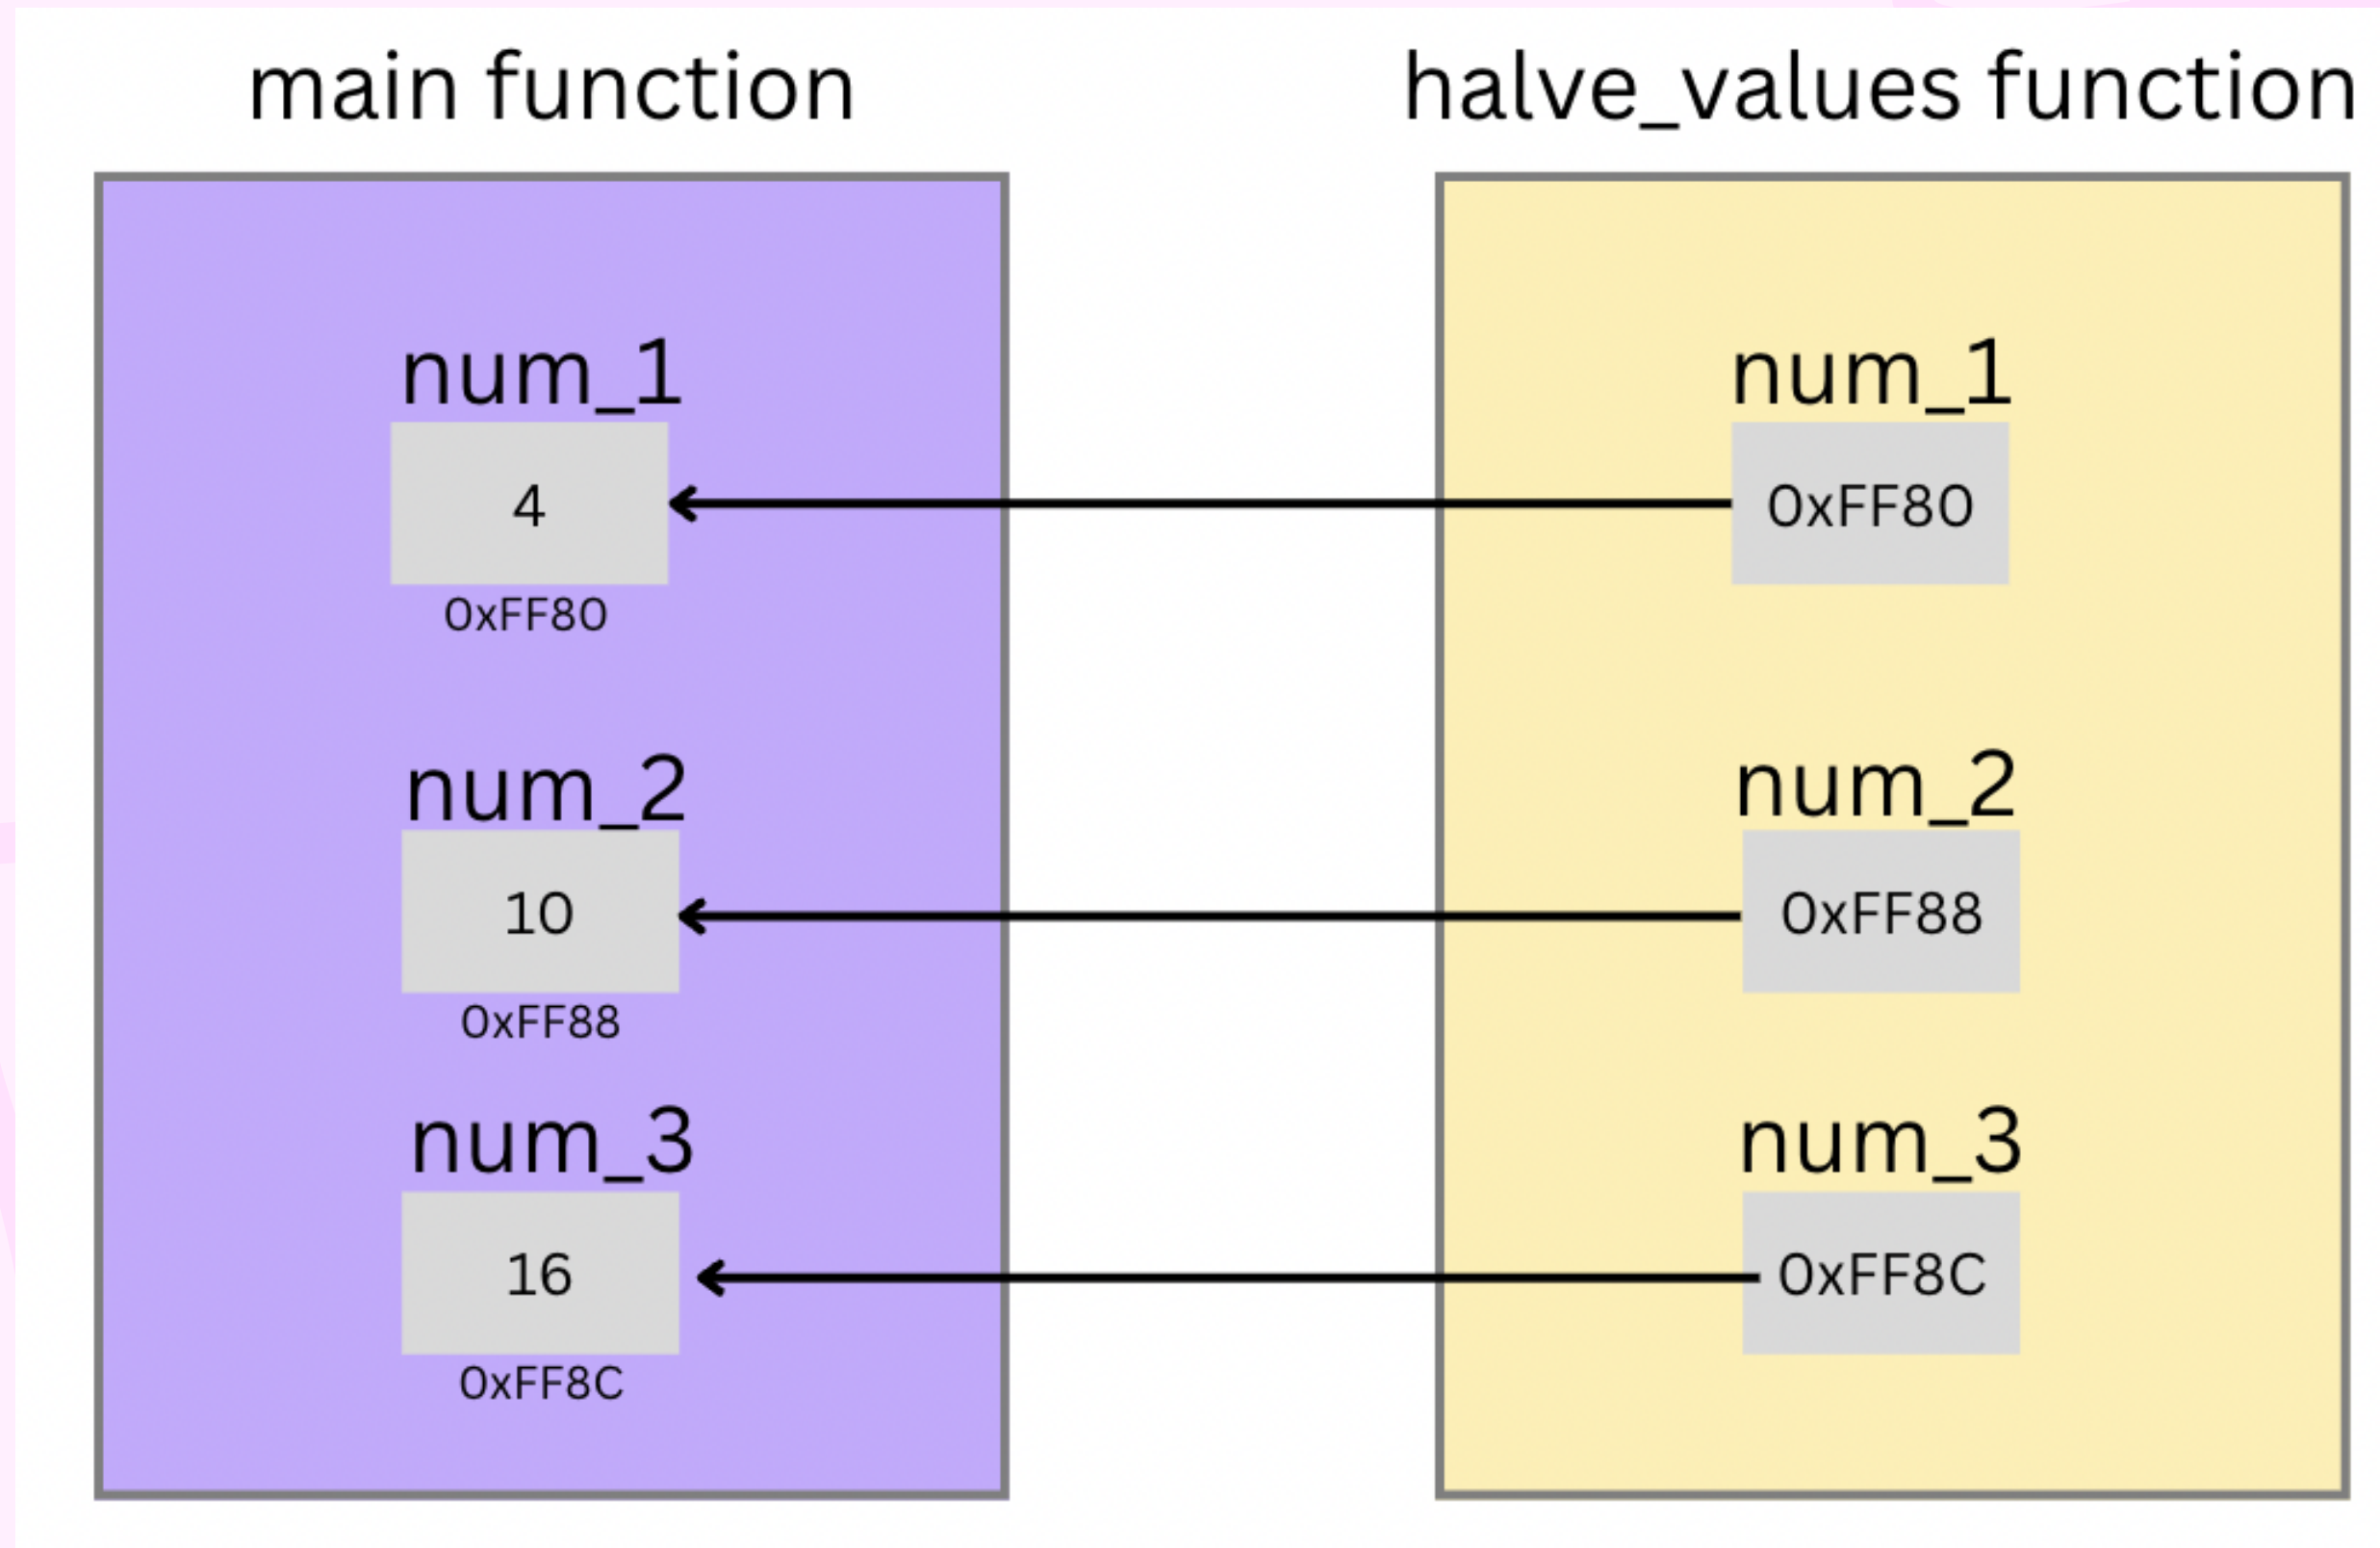 main function
num_1
4
0xFF80
num_2
10
0xFF88
num_3
16
0xFF8C
halve_values function
num_1
0xFF80
num_2
0xFF88
num_3
0xFF8C